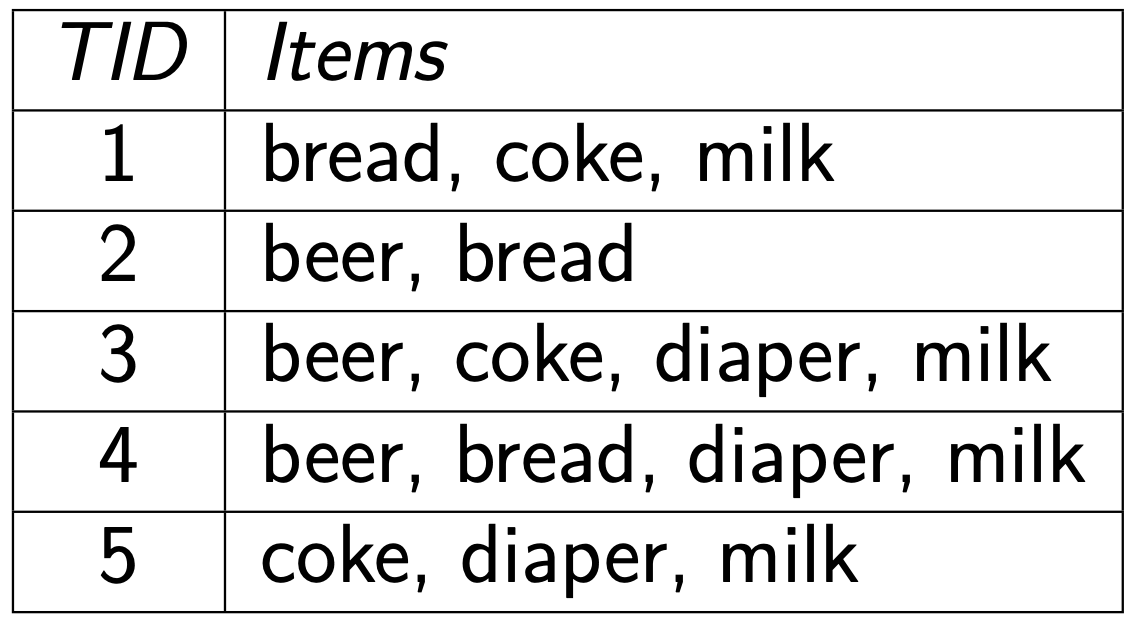 TID Items
1 bread, coke, milk
2 beer, bread
3 beer, coke, diaper, milk
4 beer, bread, diaper, milk
5 coke, diaper, milk